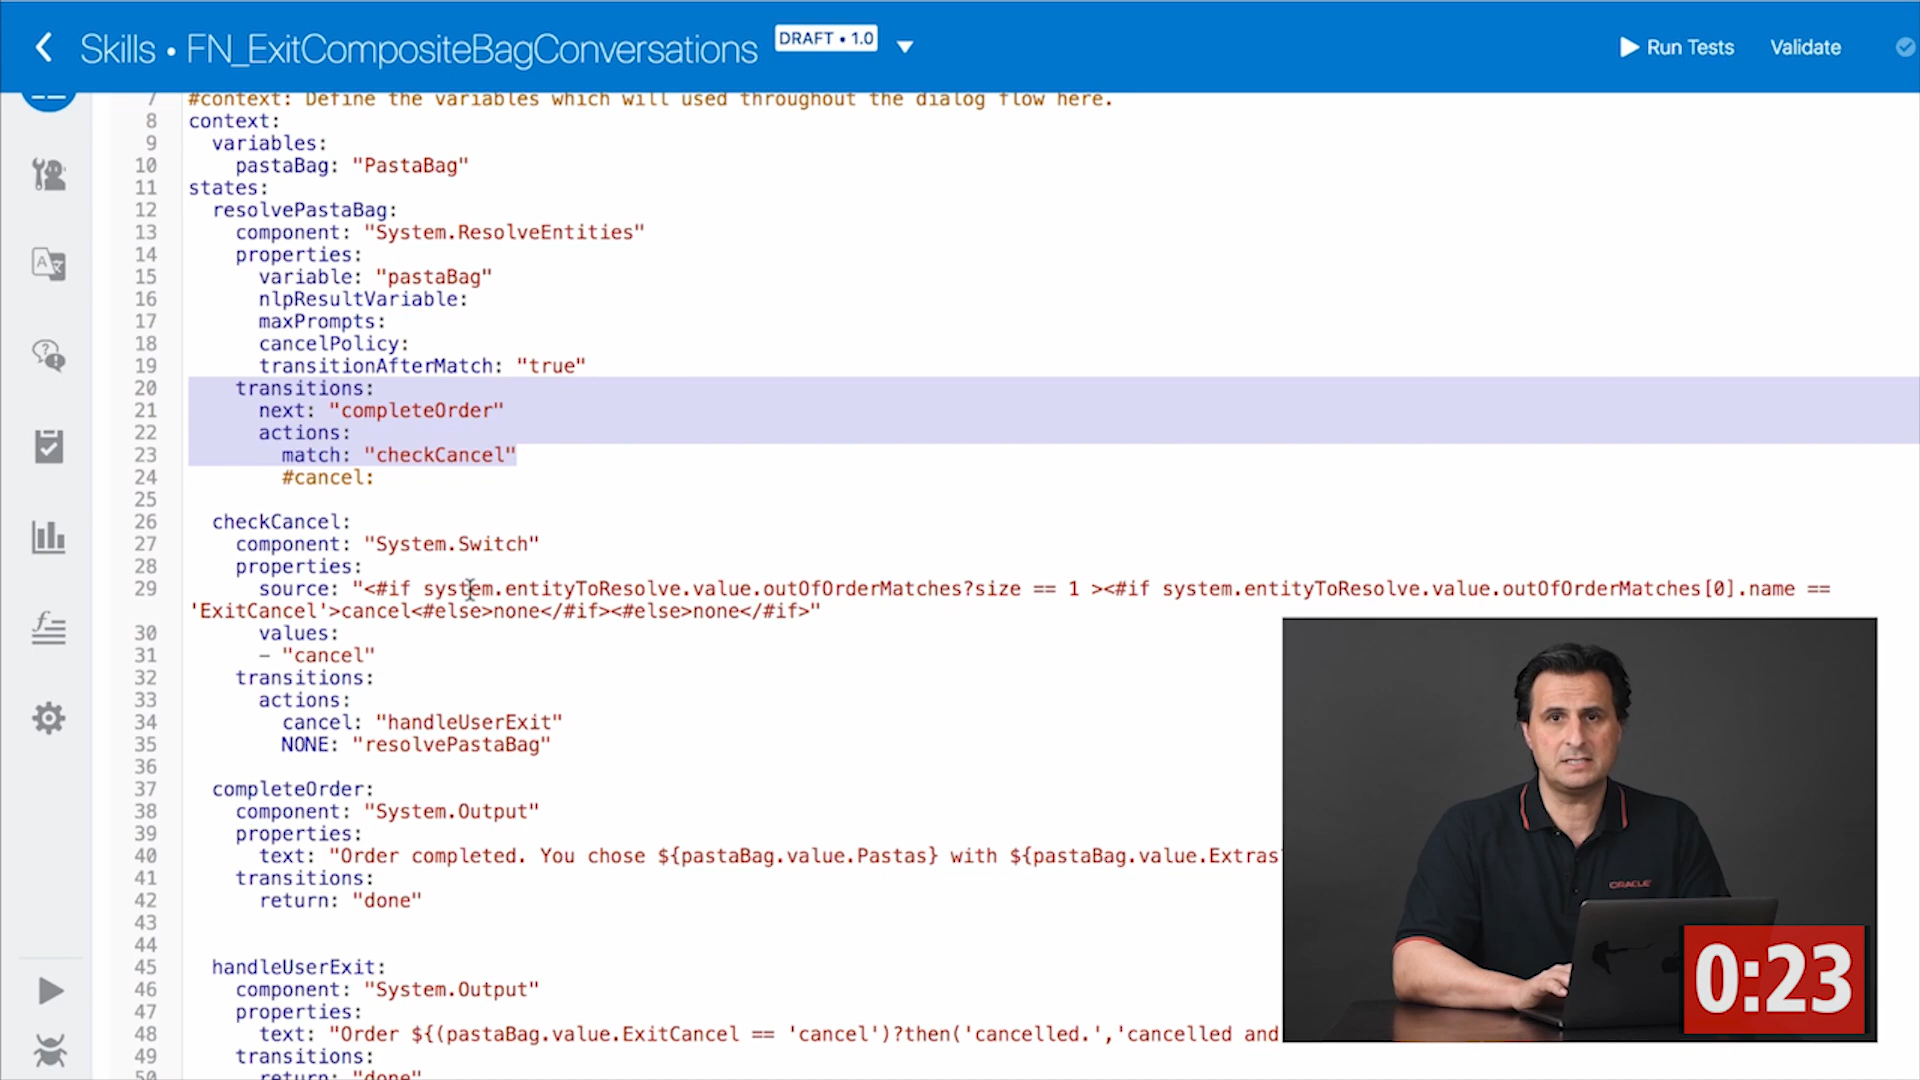 Skills • FN_ExitCompositeBagConversations DRAFT • 1.0 Run Tests Validate
7 #context: Define the variables which will used throughout the dialog flow here.
8 context:
9 variables:
10 pastaBag: "PastaBag"
11 states:
12 resolvePastaBag:
13 component: "System.ResolveEntities"
14 properties:
15 variable: "pastaBag"
16 nlpResultVariable:
17 maxPrompts:
18 cancelPolicy:
19 transitionAfterMatch: "true"
20 transitions:
21 next: "completeOrder"
22 actions:
23 match: "checkCancel"
24 #cancel:
25
26 checkCancel:
27 component: "System.Switch"
28 properties:
29 source: "<#if system.entityToResolve.value.outOfOrderMatches?size == 1 ><#if system.entityToResolve.value.outOfOrderMatches[0].name ==
'ExitCancel'>cancel<#else>none</#if><#else>none</#if>"
30 values:
31 – "cancel"
32 transitions:
33 actions:
34 cancel: "handleUserExit"
35 NONE: "resolvePastaBag"
36
37 completeOrder:
38 component: "System.Output"
39 properties:
40 text: "Order completed. You chose ${pastaBag.value.Pastas} with ${pastaBag.value.Extras
41 transitions:
42 return: "done"
43
44
45 handleUserExit:
46 component: "System.Output"
47 properties:
48 text: "Order ${(pastaBag.value.ExitCancel == 'cancel')?then('cancelled.','cancelled and
49 transitions:
50 return: "done"
ORACLE
0:23